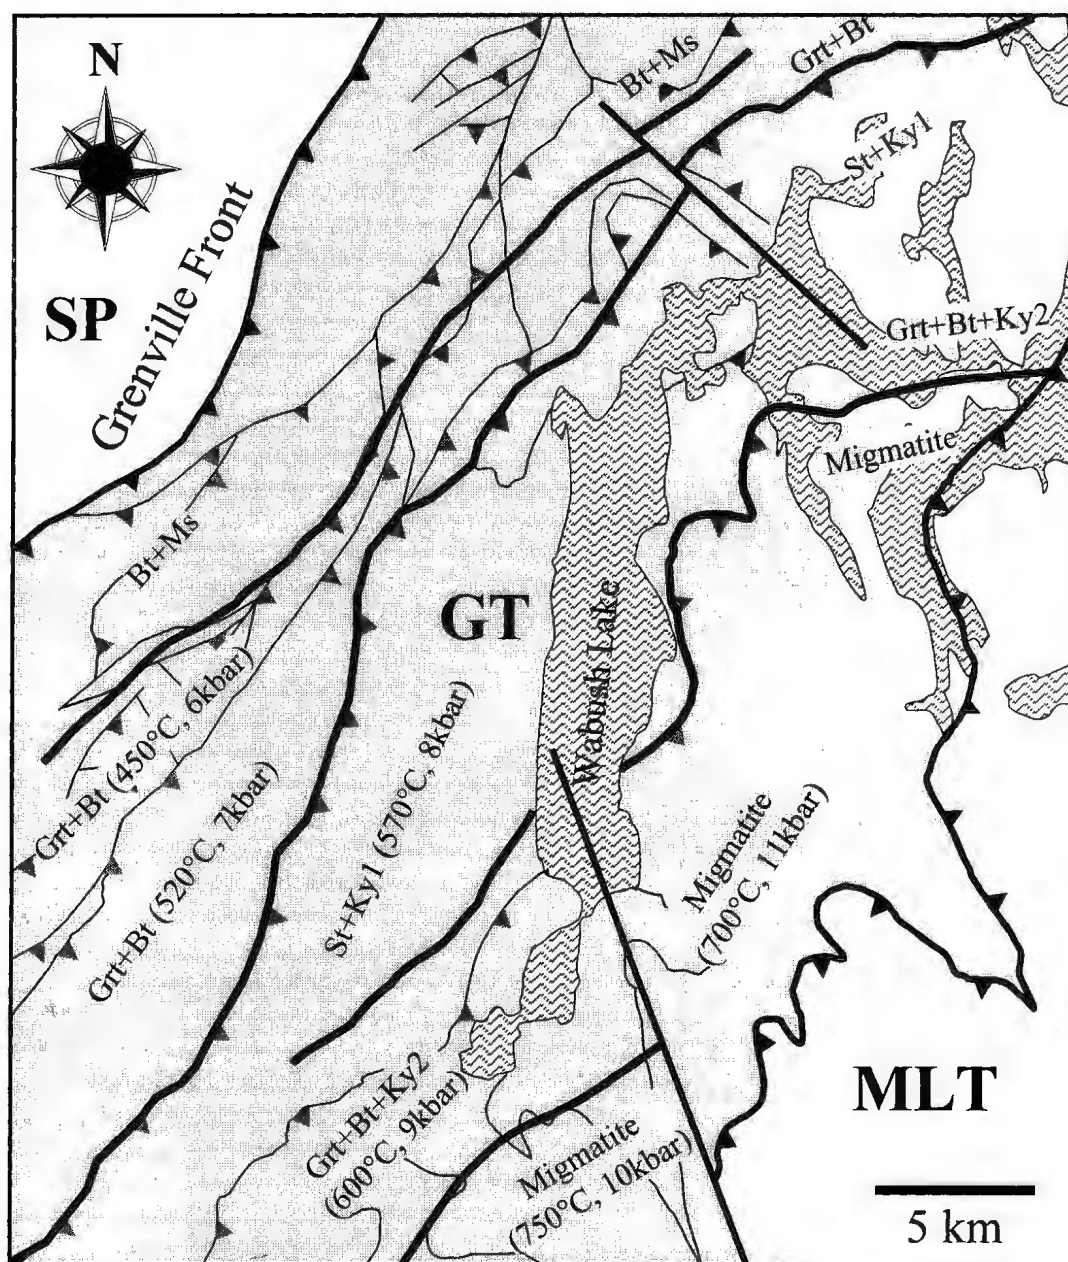 N
Bt+Ms
Grt+Bt
St+Ky1
Grenville Front
SP
Grt+Bt+Ky2
Migmatite
Bt+Ms
GT
Wabush Lake
Grt+Bt (450°C, 6kbar)
Grt+Bt (520°C, 7kbar)
St+Ky1 (570°C, 8kbar)
Migmatite
(700°C, 11kbar)
Grt+Bt+Ky2
(600°C, 9kbar)
Migmatite
(750°C, 10kbar)
MLT
5 km